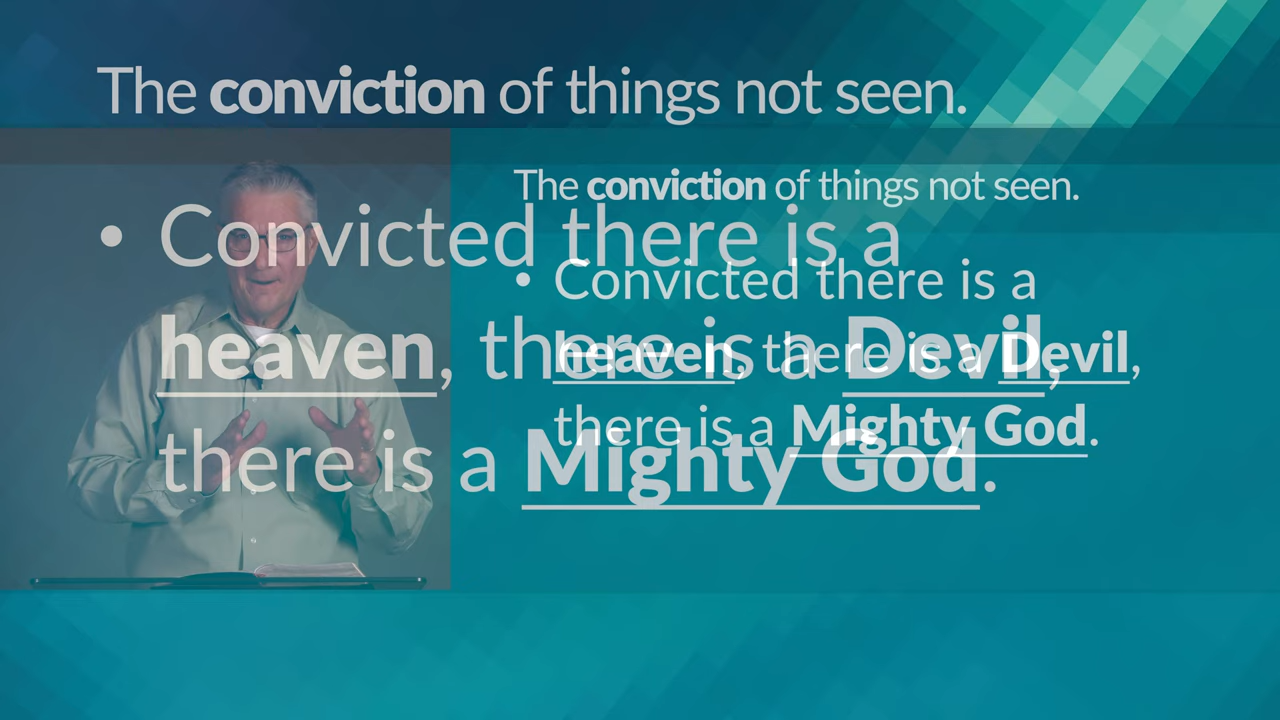 The conviction of things not seen.
• Convicted there is a
heaven, there is a Devil,
there is a Mighty God.
The conviction of things not seen.
• Convicted there is a
heaven, there is a Devil,
there is a Mighty God.